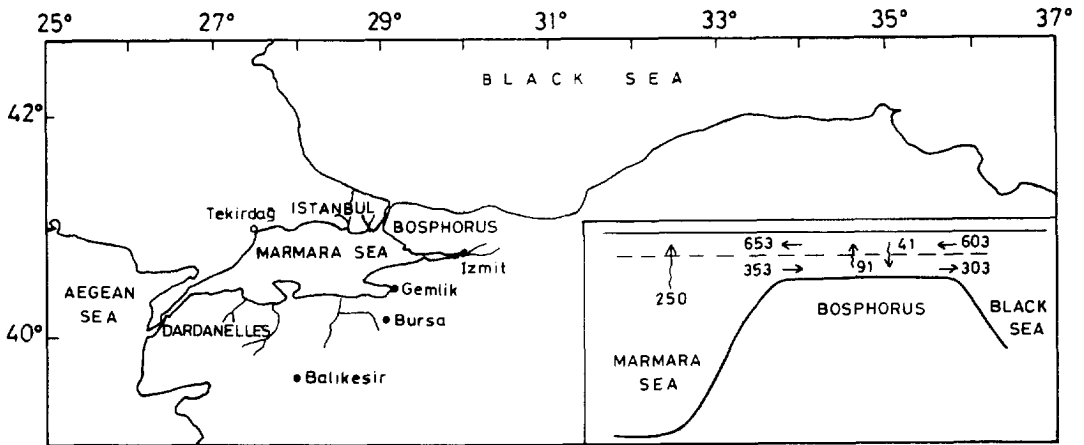 25° 27° 29° 31° 33° 35° 37°
BLACK SEA
42°
Tekirdağ
ISTANBUL
BOSPHORUS
MARMARA SEA
Izmit
AEGEAN
SEA
Gemlik
DARDANELLES
Bursa
40°
Balıkeşir
653 41 603
353 91 303
250
BOSPHORUS
BLACK
SEA
MARMARA
SEA